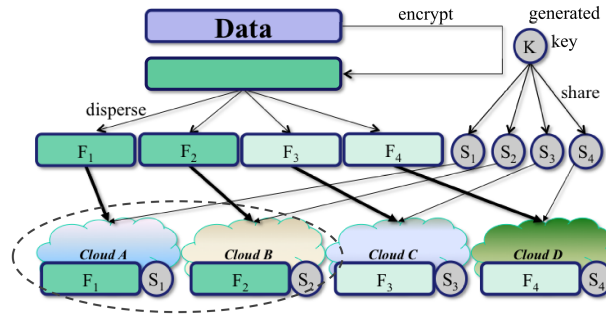 Data
encrypt
generated
key
K
disperse
share
F1 F2 F3 F4 S1 S2 S3 S4
Cloud A Cloud B Cloud C Cloud D
F1 S1 F2 S2 F3 S3 F4 S4